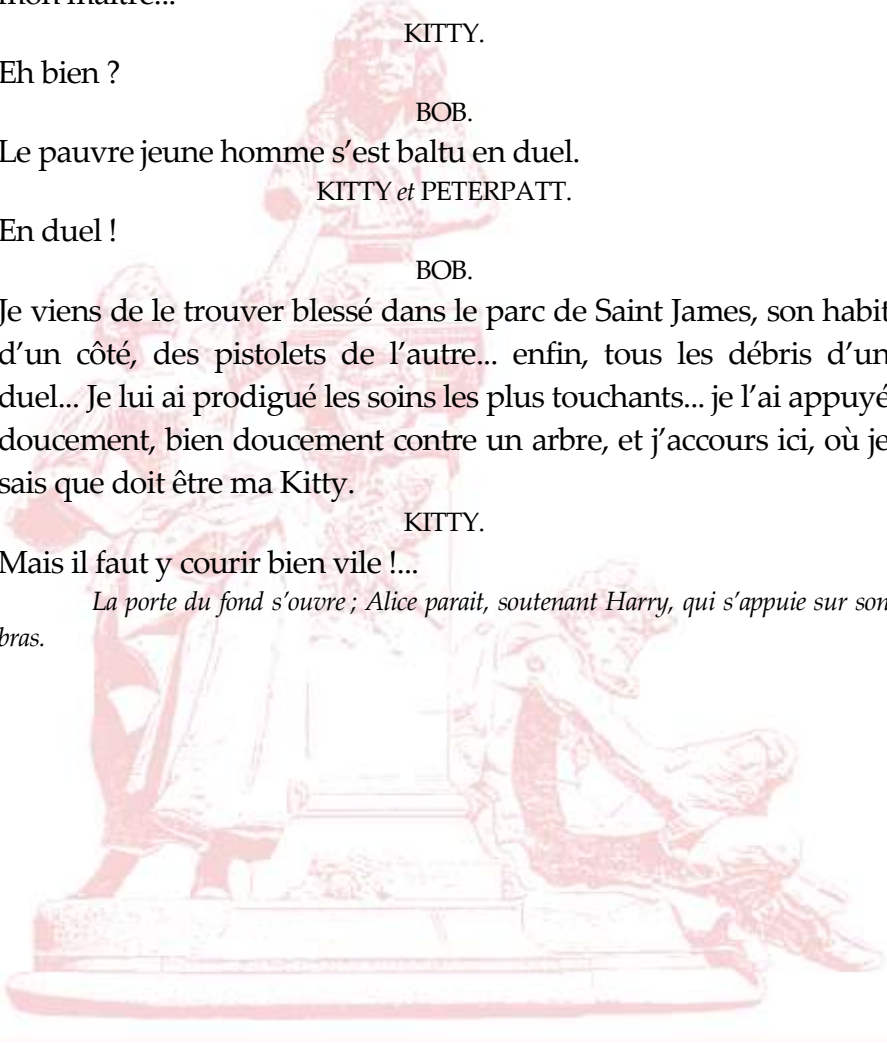 mon maître...
KITTY.
Eh bien ?
BOB.
Le pauvre jeune homme s’est baltu en duel.
KITTY et PETERPATT.
En duel !
BOB.
Je viens de le trouver blessé dans le parc de Saint James, son habit
d’un côté, des pistolets de l’autre... enfin, tous les débris d’un
duel... Je lui ai prodigué les soins les plus touchants... je l’ai appuyé
doucement, bien doucement contre un arbre, et j’accours ici, où je
sais que doit être ma Kitty.
KITTY.
Mais il faut y courir bien vile !...
La porte du fond s’ouvre ; Alice parait, soutenant Harry, qui s’appuie sur son
bras.